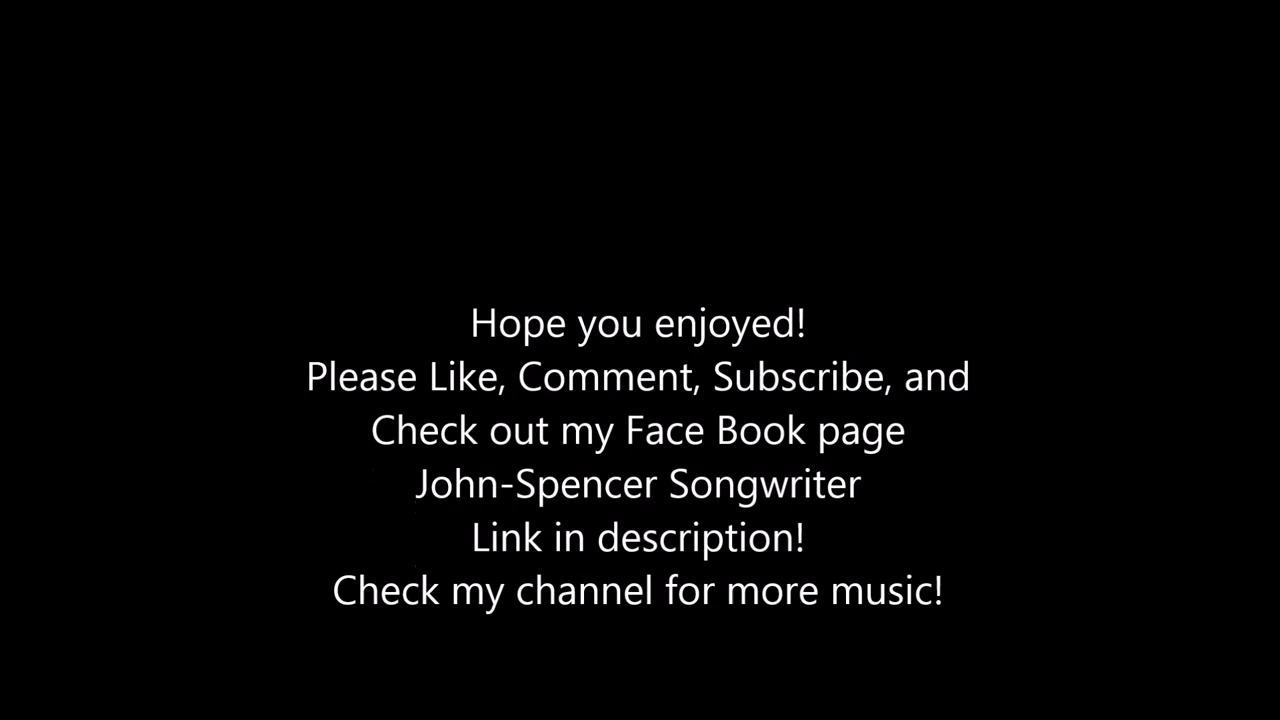 Hope you enjoyed!
Please Like, Comment, Subscribe, and
Check out my Face Book page
John-Spencer Songwriter
Link in description!
Check my channel for more music!